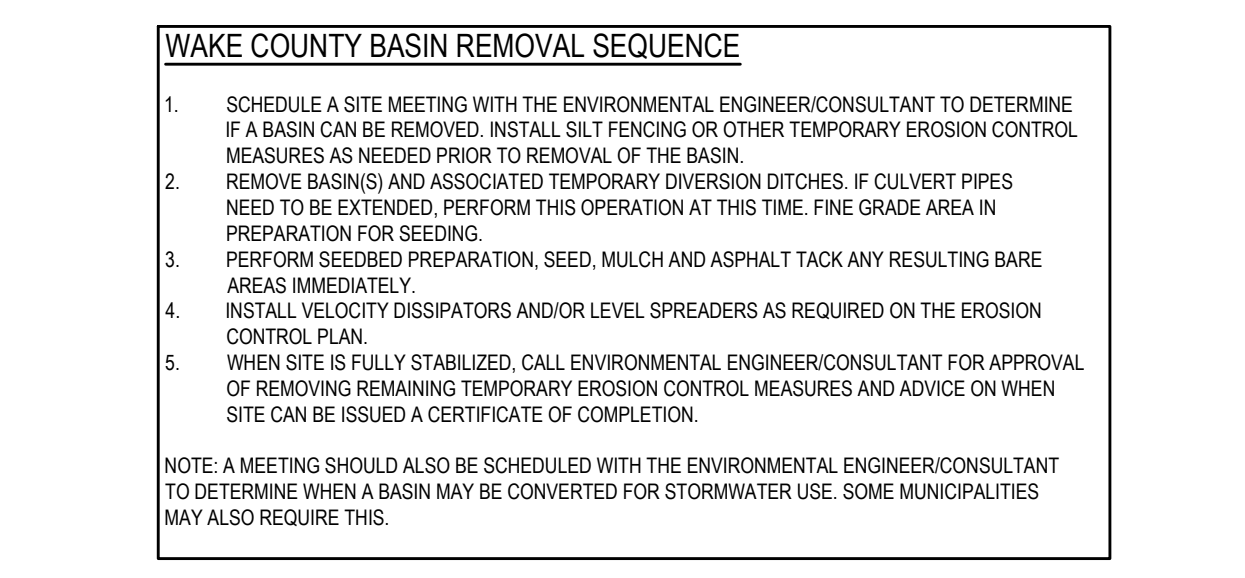 WAKE COUNTY BASIN REMOVAL SEQUENCE
1. SCHEDULE A SITE MEETING WITH THE ENVIRONMENTAL ENGINEER/CONSULTANT TO DETERMINE
IF A BASIN CAN BE REMOVED. INSTALL SILT FENCING OR OTHER TEMPORARY EROSION CONTROL
MEASURES AS NEEDED PRIOR TO REMOVAL OF THE BASIN.
2. REMOVE BASIN(S) AND ASSOCIATED TEMPORARY DIVERSION DITCHES. IF CULVERT PIPES
NEED TO BE EXTENDED, PERFORM THIS OPERATION AT THIS TIME. FINE GRADE AREA IN
PREPARATION FOR SEEDING.
3. PERFORM SEEDBED PREPARATION, SEED, MULCH AND ASPHALT TACK ANY RESULTING BARE
AREAS IMMEDIATELY.
4. INSTALL VELOCITY DISSIPATORS AND/OR LEVEL SPREADERS AS REQUIRED ON THE EROSION
CONTROL PLAN.
5. WHEN SITE IS FULLY STABILIZED, CALL ENVIRONMENTAL ENGINEER/CONSULTANT FOR APPROVAL
OF REMOVING REMAINING TEMPORARY EROSION CONTROL MEASURES AND ADVICE ON WHEN
SITE CAN BE ISSUED A CERTIFICATE OF COMPLETION.
NOTE: A MEETING SHOULD ALSO BE SCHEDULED WITH THE ENVIRONMENTAL ENGINEER/CONSULTANT
TO DETERMINE WHEN A BASIN MAY BE CONVERTED FOR STORMWATER USE. SOME MUNICIPALITIES
MAY ALSO REQUIRE THIS.